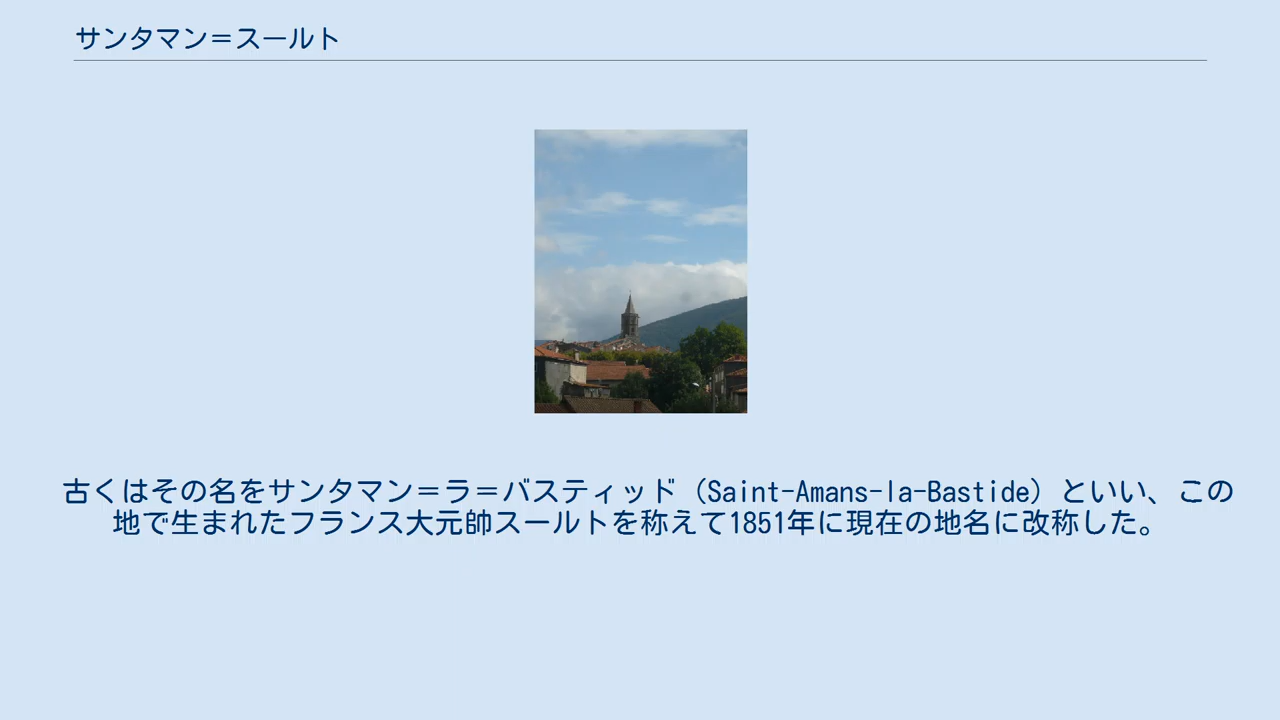 サンタマン＝スールト
古くはその名をサンタマン＝ラ＝バスティッド（Saint-Amans-la-Bastide）といい、この
地で生まれたフランス大元帥スールトを称えて1851年に現在の地名に改称した。